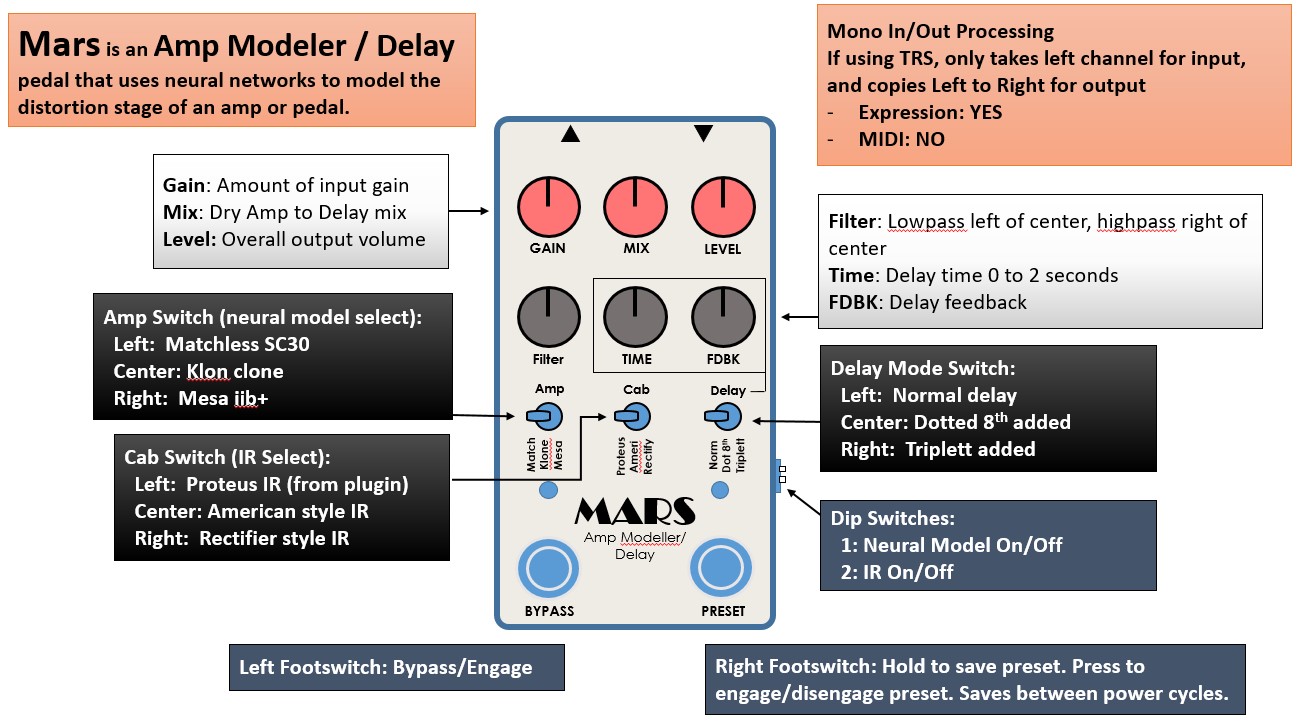 Mars is an Amp Modeler / Delay
pedal that uses neural networks to model the
distortion stage of an amp or pedal.
Mono In/Out Processing
If using TRS, only takes left channel for input,
and copies Left to Right for output
- Expression: YES
- MIDI: NO
Gain: Amount of input gain
Mix: Dry Amp to Delay mix
Level: Overall output volume
Filter: Lowpass left of center, highpass right of
center
Time: Delay time 0 to 2 seconds
FDBK: Delay feedback
Amp Switch (neural model select):
Left: Matchless SC30
Center: Klon clone
Right: Mesa iib+
Cab Switch (IR Select):
Left: Proteus IR (from plugin)
Center: American style IR
Right: Rectifier style IR
Delay Mode Switch:
Left: Normal delay
Center: Dotted 8th added
Right: Triplett added
Dip Switches:
1: Neural Model On/Off
2: IR On/Off
GAIN
MIX
LEVEL
Filter
TIME
FDBK
Amp
Cab
Delay
Match
Klone
Mesa
Proteus
Ameri
Rectify
Norm
Dot 8th
Triplett
MARS
Amp Modeller/
Delay
BYPASS
PRESET
Left Footswitch: Bypass/Engage
Right Footswitch: Hold to save preset. Press to
engage/disengage preset. Saves between power cycles.